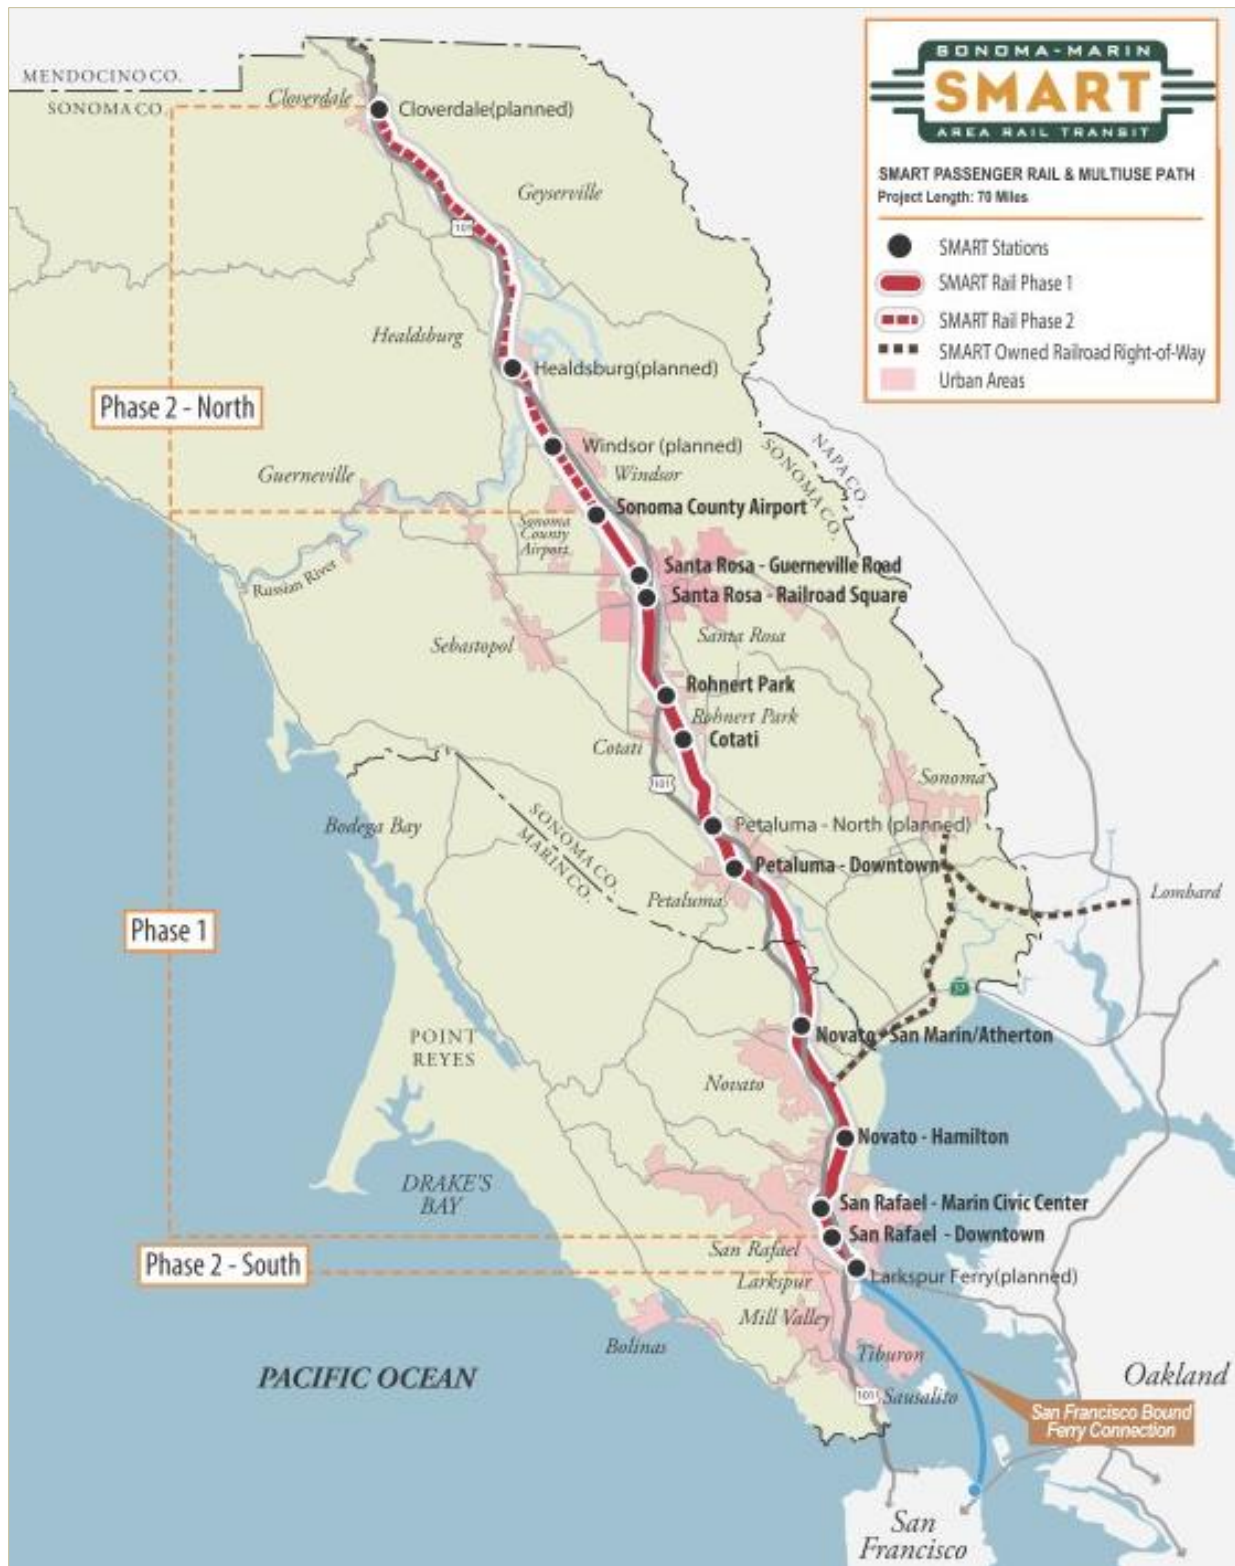 SONOMA-MARIN
SMART
AREA RAIL TRANSIT
SMART PASSENGER RAIL & MULTIUSE PATH
Project Length: 70 Miles
SMART Stations
SMART Rail Phase 1
SMART Rail Phase 2
SMART Owned Railroad Right-of-Way
Urban Areas
MENDOCINO CO.
SONOMA CO.
Cloverdale
Cloverdale(planned)
Geyserville
101
Healdsburg
Healdsburg(planned)
Phase 2 - North
Windsor (planned)
Windsor
NAPA CO.
SONOMA CO.
Guerneville
Sonoma County Airport
Sonoma
County
Airport
Russian River
Santa Rosa - Guerneville Road
Santa Rosa - Railroad Square
Santa Rosa
Sebastopol
Rohnert Park
Rohnert Park
Cotati
Cotati
101
Sonoma
Bodega Bay
SONOMA CO.
MARIN CO.
Petaluma - North (planned)
Petaluma - Downtown
Petaluma
Lombard
Phase 1
37
POINT
REYES
Novato - San Marin/Atherton
Novato
Novato - Hamilton
DRAKE'S
BAY
San Rafael - Marin Civic Center
San Rafael - Downtown
San Rafael
Phase 2 - South
Larkspur Ferry(planned)
Larkspur
Mill Valley
Bolinas
Tiburon
PACIFIC OCEAN
Oakland
101
Sausalito
San Francisco Bound
Ferry Connection
San
Francisco